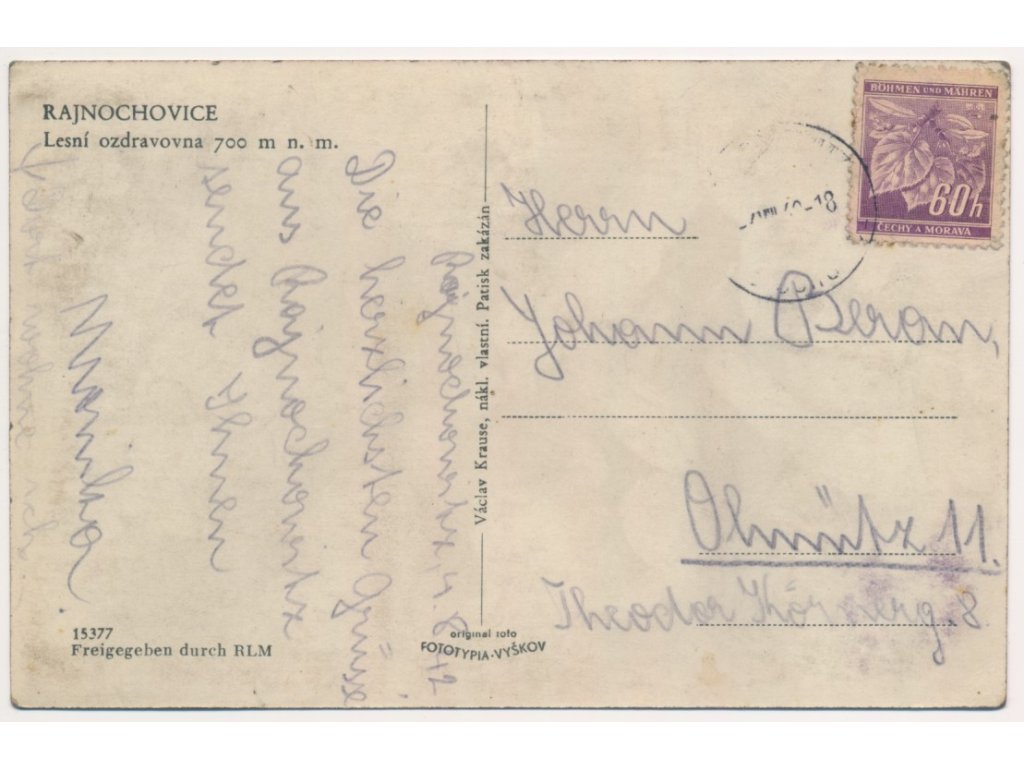 RAJNOCHOVICE
Lesní ozdravovna 700 m n. m.
Rajnochowitz, 4. 8. 42
Die herzlichsten Grüsse
aus Rajnochowitz
sendet Ihnen
Václav Krause, nákl. vlastní. Patisk zakázán
BÖHMEN UND MÄHREN
60h
ČECHY A MORAVA
-18
Herrn
Johann Beran,
Olmütz 11.
Theodor Körnerg. 8
15377
Freigegeben durch RLM
original foto
FOTOTYPIA-VYŠKOV